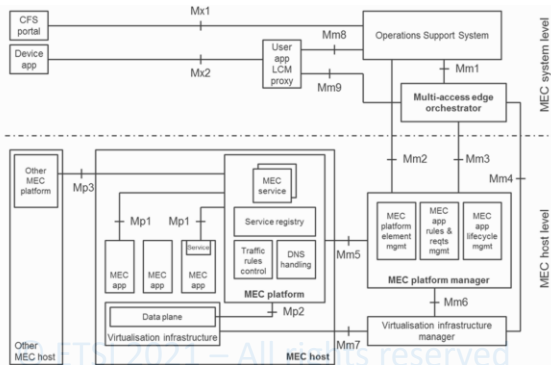 CFS
portal
Mx1
Operations Support System
Device
app
Mx2
User
app
LCM
proxy
Mm8
Mm9
Mm1
Multi-access edge
orchestrator
MEC system level
Mm2
Mm3
Mm4
Other
MEC
platform
Mp3
MEC
service
Mp1
Mp1
Service registry
MEC
platform
element
mgmt
MEC
app
rules &
reqts mgmt
MEC
app
lifecycle
mgmt
Service
MEC
app
MEC
app
MEC
app
Traffic
rules
control
DNS
handling
Mm5
MEC platform manager
MEC host level
MEC platform
Mp2
Mm6
Data plane
Virtualisation infrastructure
Mm7
Virtualisation infrastructure
manager
Other
MEC host
MEC host
© ETSI 2021 – All rights reserved